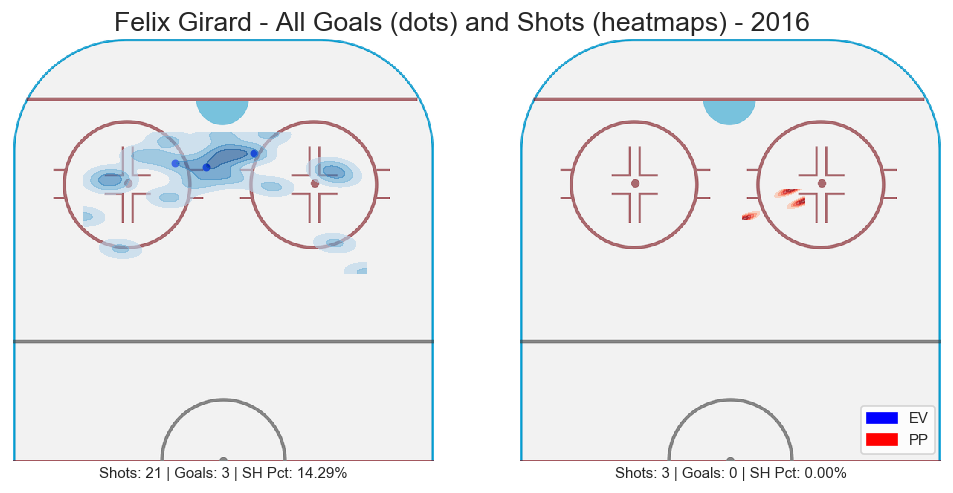 Felix Girard - All Goals (dots) and Shots (heatmaps) - 2016
EV
PP
Shots: 21 | Goals: 3 | SH Pct: 14.29%
Shots: 3 | Goals: 0 | SH Pct: 0.00%